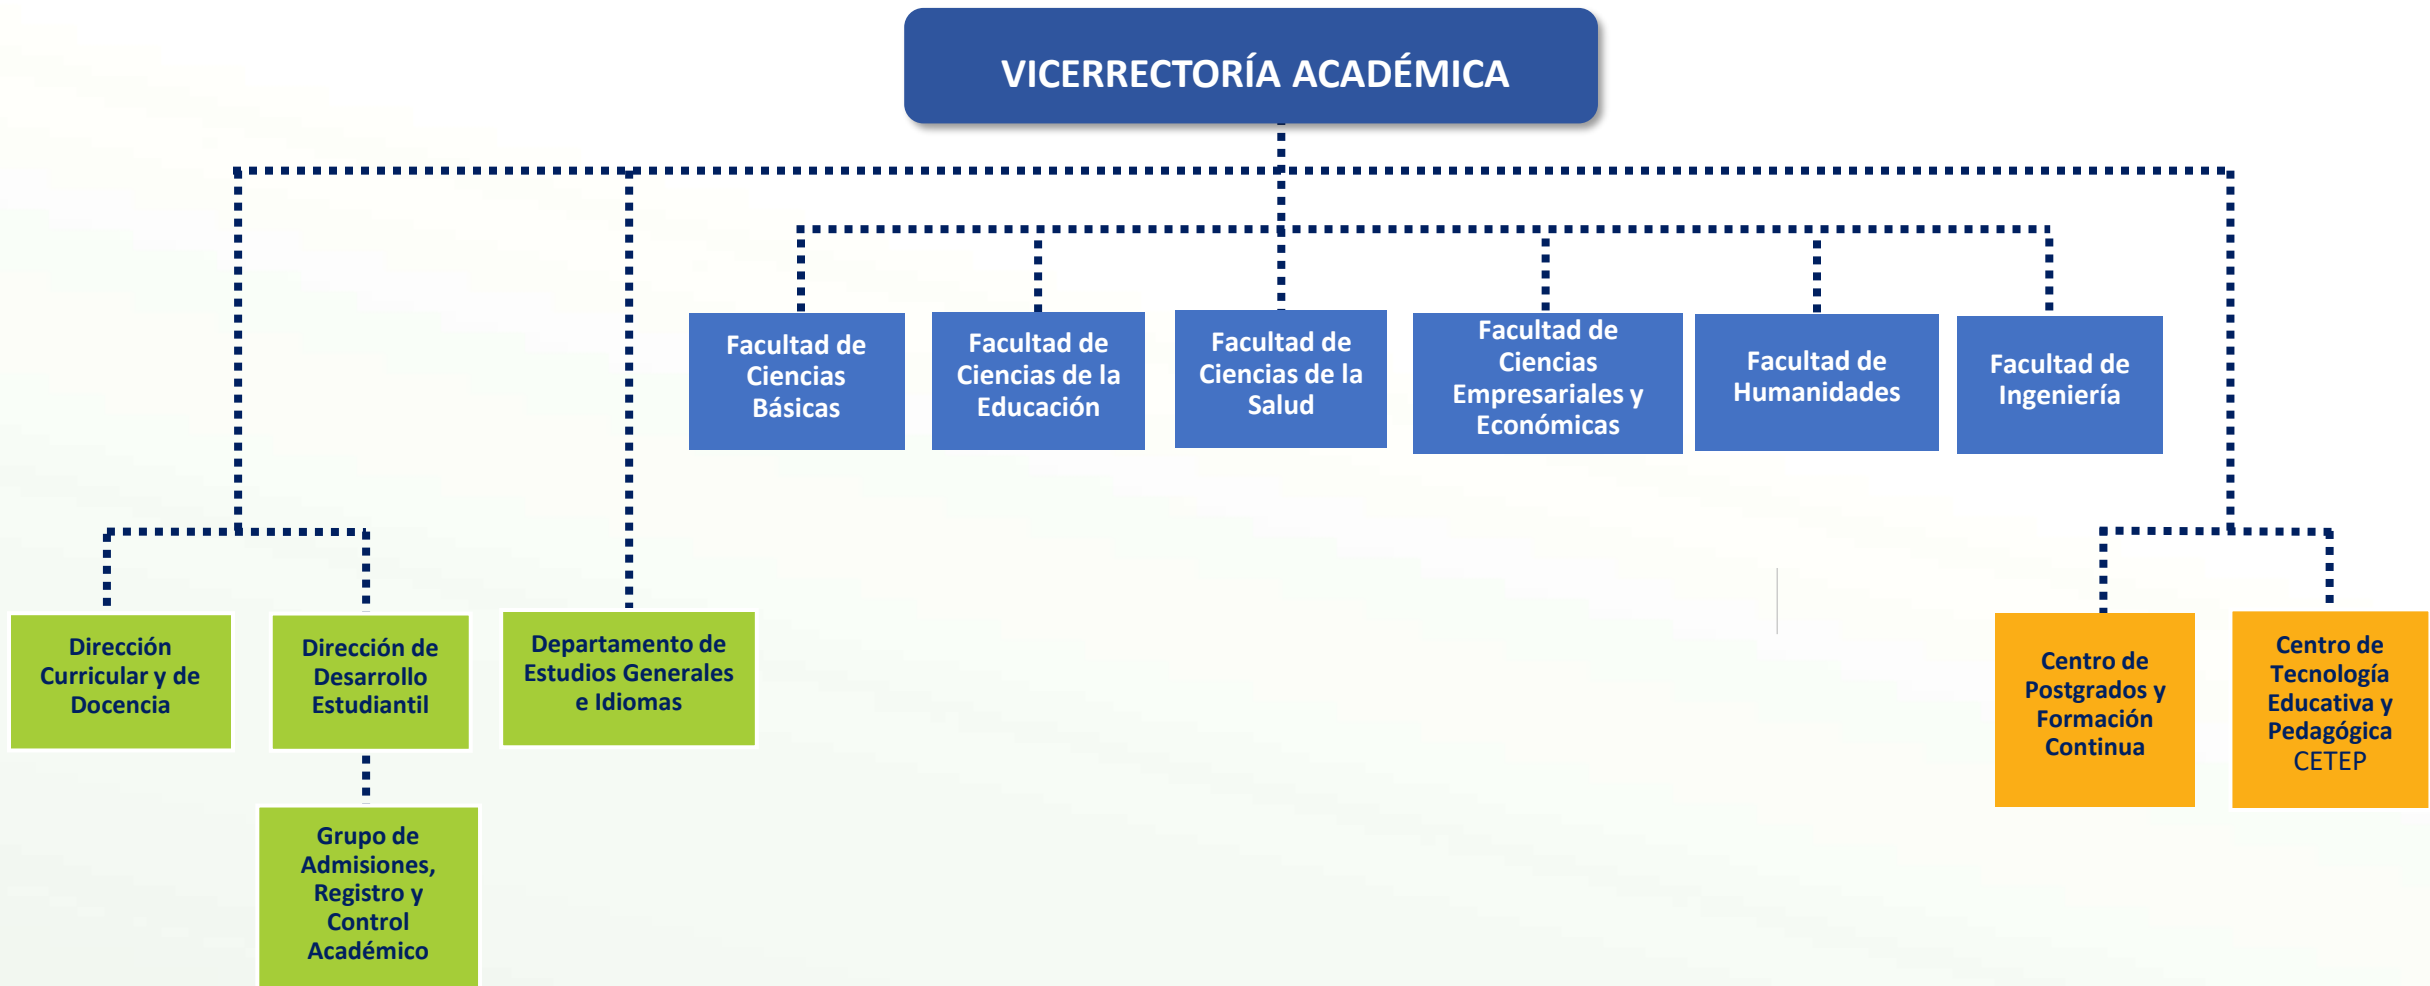 VICERRECTORÍA ACADÉMICA
Facultad de
Ciencias
Básicas
Facultad de
Ciencias de la
Educación
Facultad de
Ciencias de la
Salud
Facultad de
Ciencias
Empresariales y
Económicas
Facultad de
Humanidades
Facultad de
Ingeniería
Dirección
Curricular y de
Docencia
Dirección de
Desarrollo
Estudiantil
Departamento de
Estudios Generales
e Idiomas
Centro de
Postgrados y
Formación
Continua
Centro de
Tecnología
Educativa y
Pedagógica
CETEP
Grupo de
Admisiones,
Registro y
Control
Académico